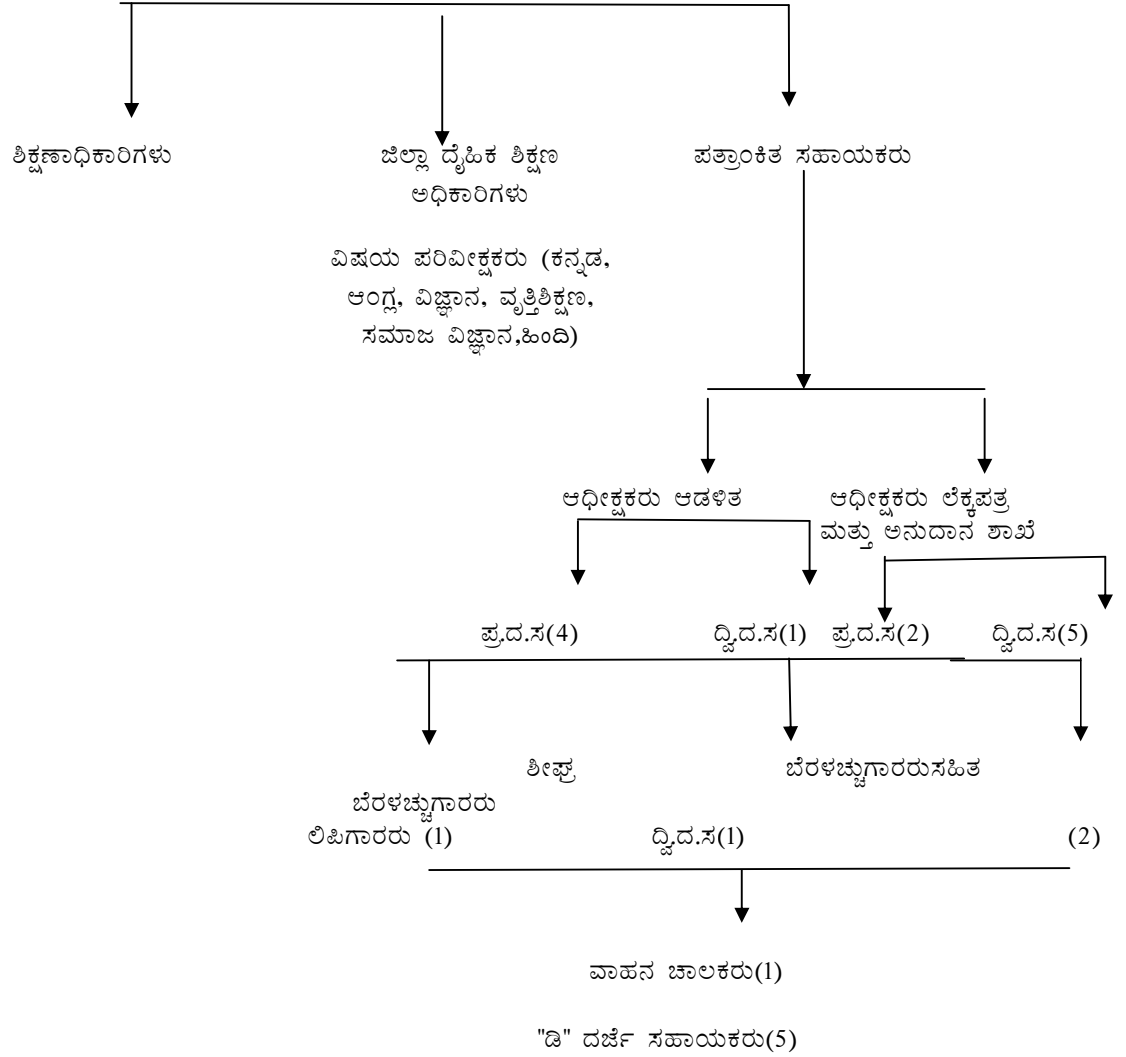 ಶಿಕ್ಷಣಾಧಿಕಾರಿಗಳು ಜಿಲ್ಲಾ ದೈಹಿಕ ಶಿಕ್ಷಣ ಪತ್ರಾಂಕಿತ ಸಹಾಯಕರು
ಅಧಿಕಾರಿಗಳು
ವಿಷಯ ಪರಿವೀಕ್ಷಕರು (ಕನ್ನಡ,
ಆಂಗ್ಲ, ವಿಜ್ಞಾನ, ವೃತ್ತಿಶಿಕ್ಷಣ,
ಸಮಾಜ ವಿಜ್ಞಾನ,ಹಿಂದಿ)
ಆಧೀಕ್ಷಕರು ಆಡಳಿತ ಆಧೀಕ್ಷಕರು ಲೆಕ್ಕಪತ್ರ
ಮತ್ತು ಅನುದಾನ ಶಾಖೆ
ಪ್ರ.ದ.ಸ(4) ದ್ವಿ.ದ.ಸ(1) ಪ್ರ.ದ.ಸ(2) ದ್ವಿ.ದ.ಸ(5)
ಶೀಘ್ರ ಬೆರಳಚ್ಚುಗಾರರುಸಹಿತ
ಬೆರಳಚ್ಚುಗಾರರು
ಲಿಪಿಗಾರರು (1) ದ್ವಿ.ದ.ಸ(1) (2)
ವಾಹನ ಚಾಲಕರು(1)
"ಡಿ" ದರ್ಜೆ ಸಹಾಯಕರು(5)